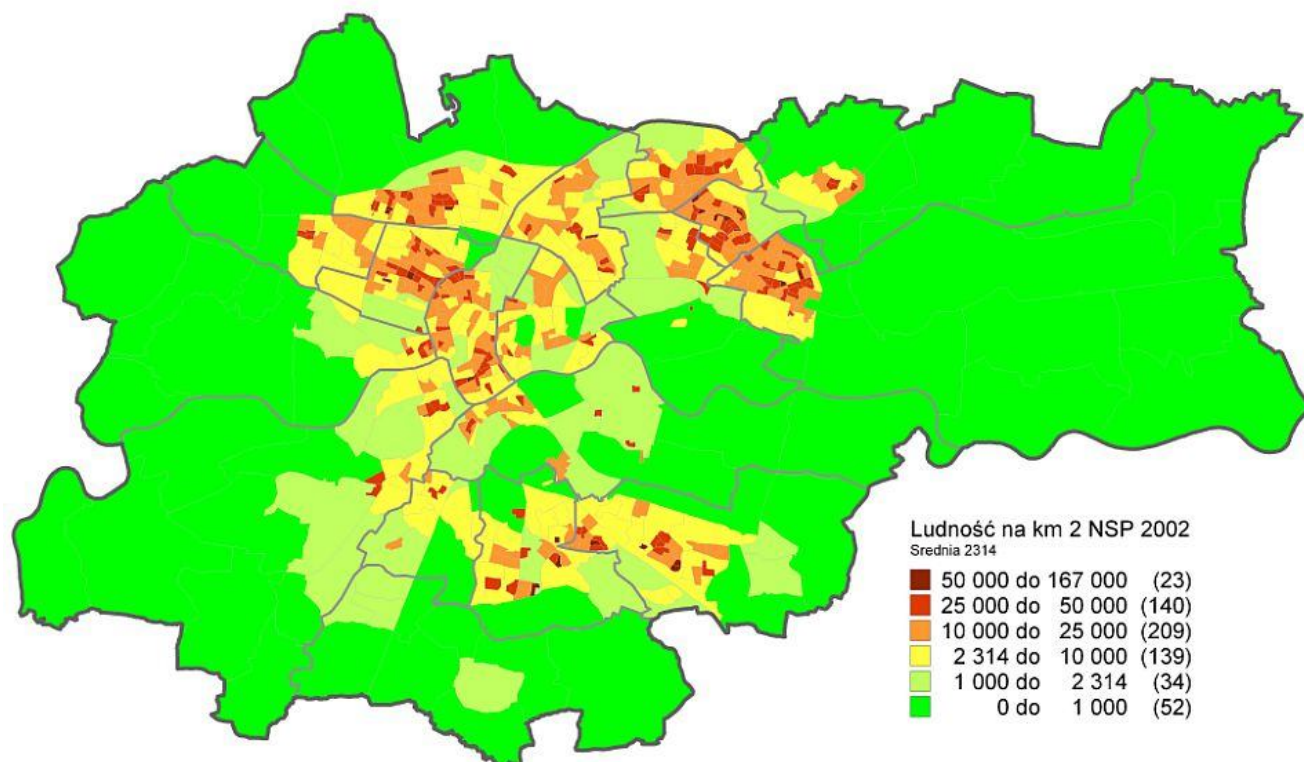 Ludność na km 2 NSP 2002
Srednia 2314
50 000 do 167 000 (23)
25 000 do 50 000 (140)
10 000 do 25 000 (209)
2 314 do 10 000 (139)
1 000 do 2 314 (34)
0 do 1 000 (52)